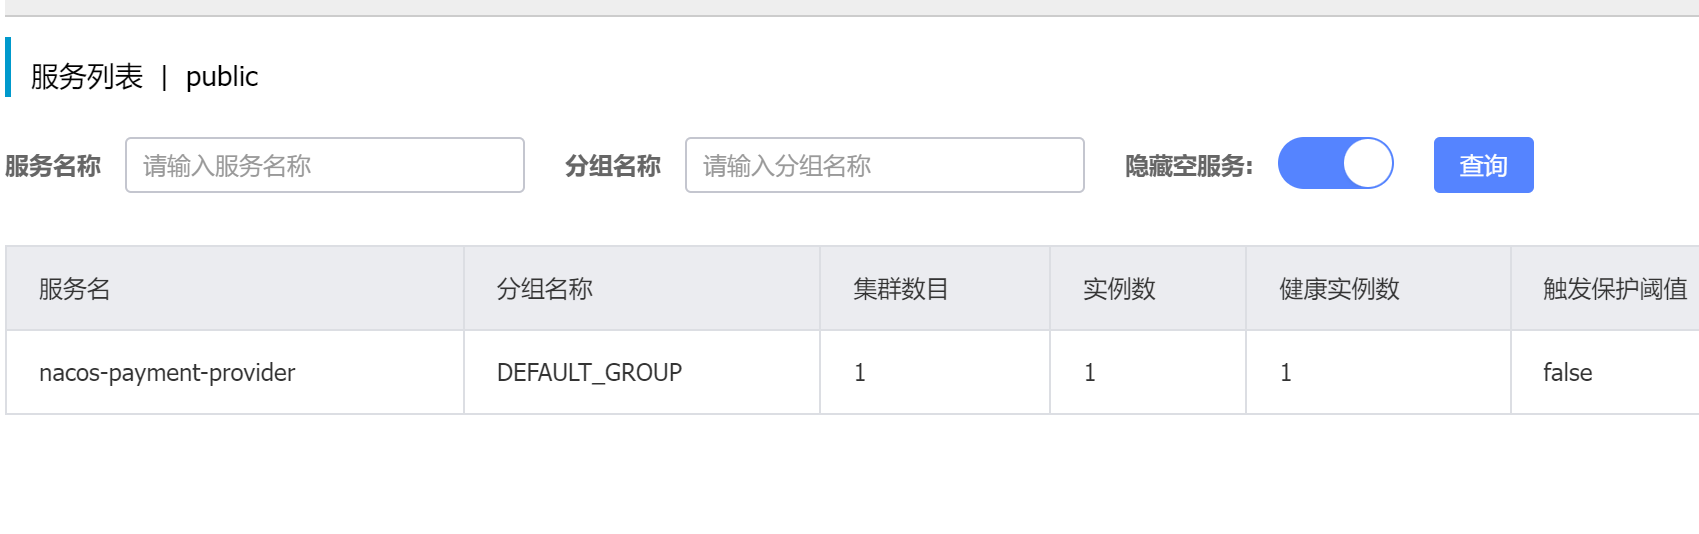 服务列表 | public
服务名称 请输入服务名称 分组名称 请输入分组名称 隐藏空服务: 查询
服务名 分组名称 集群数目 实例数 健康实例数 触发保护阈值
nacos-payment-provider DEFAULT_GROUP 1 1 1 false